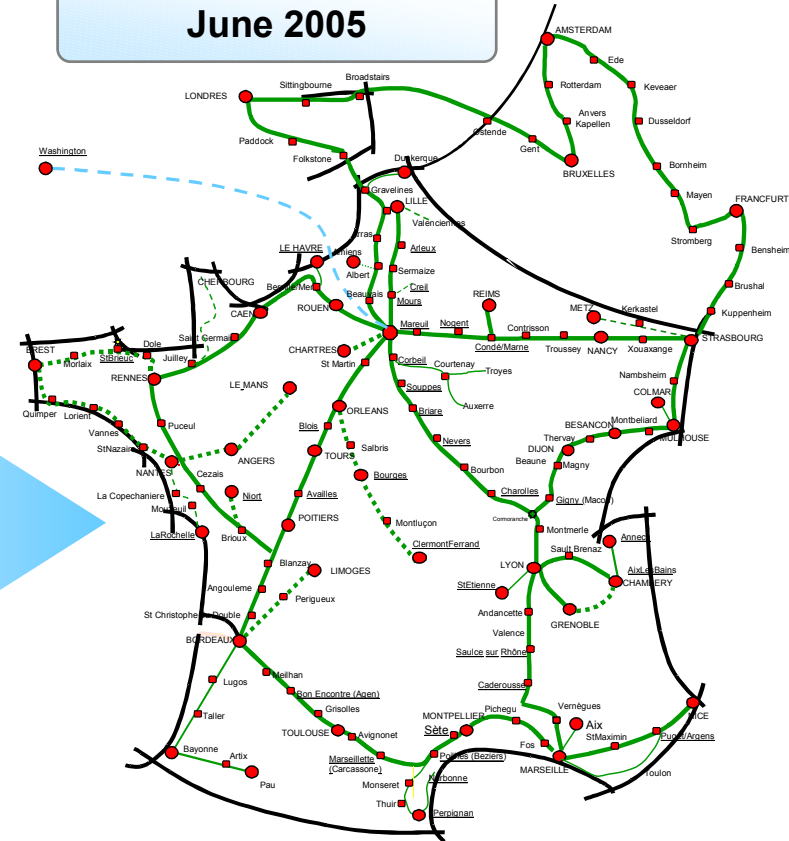 June 2005
AMSTERDAM
Ede
Broadstairs
Sittingbourne
Rotterdam
Keveaer
LONDRES
Anvers
Kapellen
Dusseldorf
Ostende
Paddock
Gent
Washington
Folkstone
Dunkerque
BRUXELLES
Bornheim
Gravelines
Mayen
FRANCFURT
LILLE
Valenciennes
Stromberg
Arras
LE HAVRE
Amiens
Arleux
Bensheim
Albert
Sermaize
CHERBOURG
Creil
Brushal
Beauvais
Mours
REIMS
CAEN
ROUEN
METZ
Kerkastel
Kuppenheim
Mareuil
Nogent
Contrisson
STRASBOURG
BREST
StBrieuc
Dole
Juilley
CHARTRES
Condé/Marne
Troussey
NANCY
Xouaxange
Morlaix
St Martin
Corbeil
Courtenay
Troyes
RENNES
Nambsheim
LE MANS
Souppes
COLMAR
Quimper
Lorient
ORLEANS
Briare
Auxerre
Montbeliard
BESANCON
Vannes
Puceul
Blois
MULHOUSE
Nevers
Thervay
StNazaire
Salbris
DIJON
ANGERS
TOURS
Beaune
Magny
NANTES
Cezais
Bourges
Bourbon
La Copechaniere
Niort
Availles
Charolles
Gigny (Macon)
Mouzeuil
POITIERS
Montluçon
Cormoranche
Montmerle
LaRochelle
Brioux
Annecy
ClermontFerrand
Sault Brenaz
Blanzay
LIMOGES
LYON
AixLesBains
CHAMBERY
Angouleme
Perigueux
StEtienne
St Christophe du Double
Andancette
GRENOBLE
BORDEAUX
Valence
Saulce sur Rhône
Meilhan
Lugos
Bon Encontre (Agen)
Caderousse
Taller
Grisolles
Pichegu
Vernègues
NICE
MONTPELLIER
Aix
TOULOUSE
Avignonet
Sète
StMaximin
Puget/Argens
Bayonne
Artix
Marseillette
(Carcassone)
Poilhes (Beziers)
Fos
MARSEILLE
Toulon
Pau
Monseret
Narbonne
Thuir
Perpignan